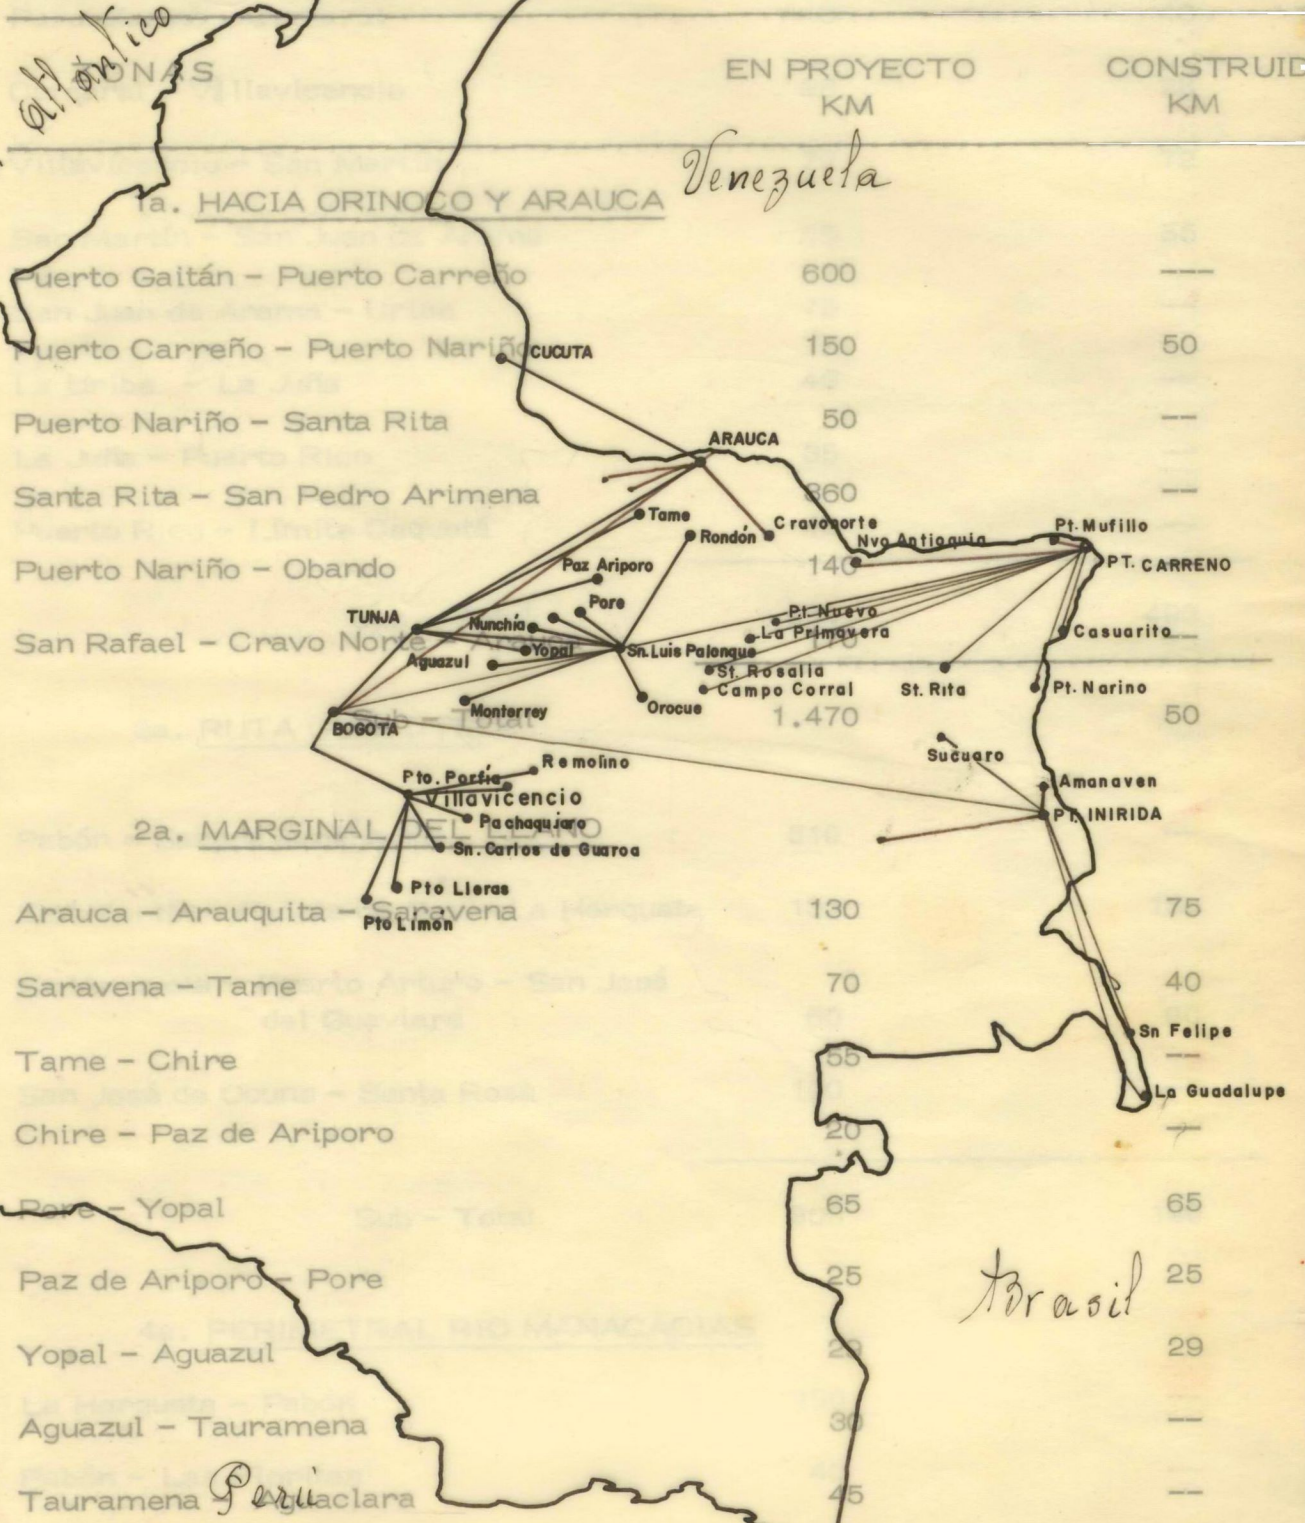 atlántico
ZONAS EN PROYECTO KM CONSTRUID KM
Venezuela
1a. HACIA ORINOCO Y ARAUCA
Puerto Gaitán - Puerto Carreño 600 ---
Puerto Carreño - Puerto Nariño 150 50
CUCUTA
Puerto Nariño - Santa Rita 50 --
ARAUCA
Santa Rita - San Pedro Arimena 360 --
Tame
Rondón
Cravonorte
Nvo Antioquia
Pt. Mufillo
PT. CARRENO
Puerto Nariño - Obando 140 --
Paz Ariporo
Pore
TUNJA
Nunchía
Pt. Nuevo
La Primavera
Casuarito
San Rafael - Cravo Norte - Arauca 170 --
Yopal
Sn. Luis Palenque
Aguazul
St. Rosalia
Campo Corral
St. Rita
Pt. Narino
Monterrey
Orocue
Sub - Total 1.470 50
BOGOTA
Sucuaro
Remolino
Pto. Porfía
Amanaven
Villavicencio
PT. INIRIDA
Pachaquiaro
2a. MARGINAL DEL LLANO
Sn. Carlos de Guaroa
Pto Lleras
Pto Limón
Arauca - Arauquita - Saravena 130 75
Saravena - Tame 70 40
Sn Felipe
Tame - Chire 55 --
La Guadalupe
Chire - Paz de Ariporo 20 --
Pore - Yopal 65 65
Paz de Ariporo - Pore 25 25
Brasil
Yopal - Aguazul 29 29
Aguazul - Tauramena 30 --
Tauramena - Aguaclara 45 --
Perú